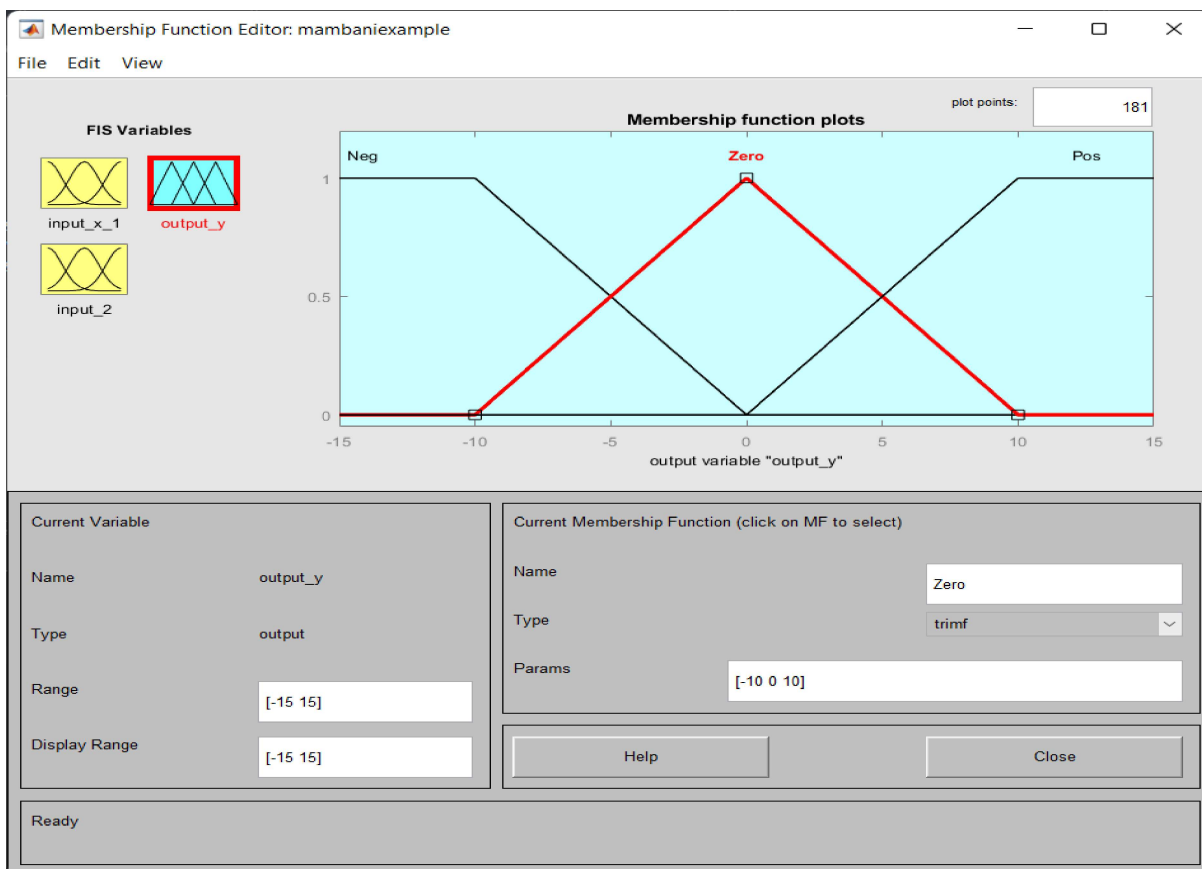 Membership Function Editor: mambaniexample
File Edit View
plot points: 181
FIS Variables
Membership function plots
input_x_1 output_y
input_2
Neg Zero Pos
1
0.5
0
-15 -10 -5 0 5 10 15
output variable "output_y"
Current Variable
Name output_y
Type output
Range [-15 15]
Display Range [-15 15]
Current Membership Function (click on MF to select)
Name Zero
Type trimf
Params [-10 0 10]
Help Close
Ready